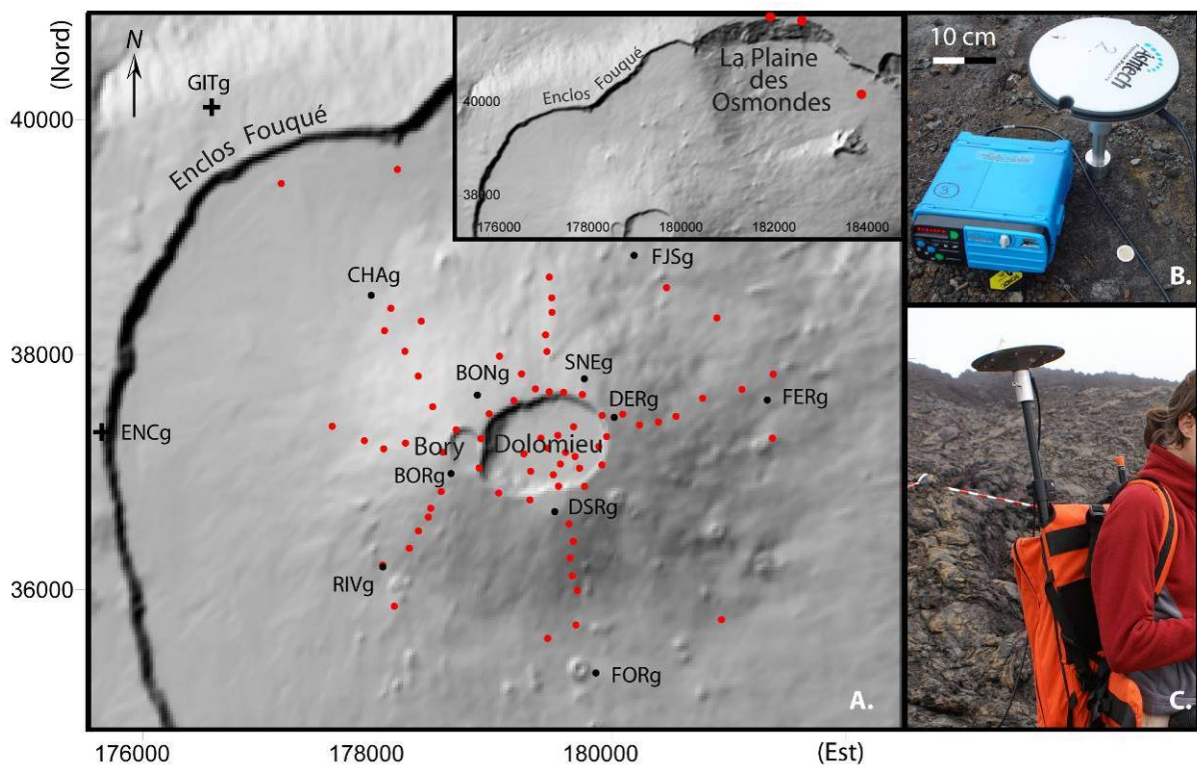 (Nord)
N
GITg
40000
Enclos Fouqué
CHAg
38000
BONg
SNEg
FJSg
DERg
FERg
ENCg
Bory
Dolomieu
BORg
DSRg
RIVg
36000
FORg
A.
176000
178000
180000
(Est)
La Plaine
des
Osmondes
Enclos Fouqué
40000
38000
176000
178000
180000
182000
184000
10 cm
2
Ashtech
3
B.
C.